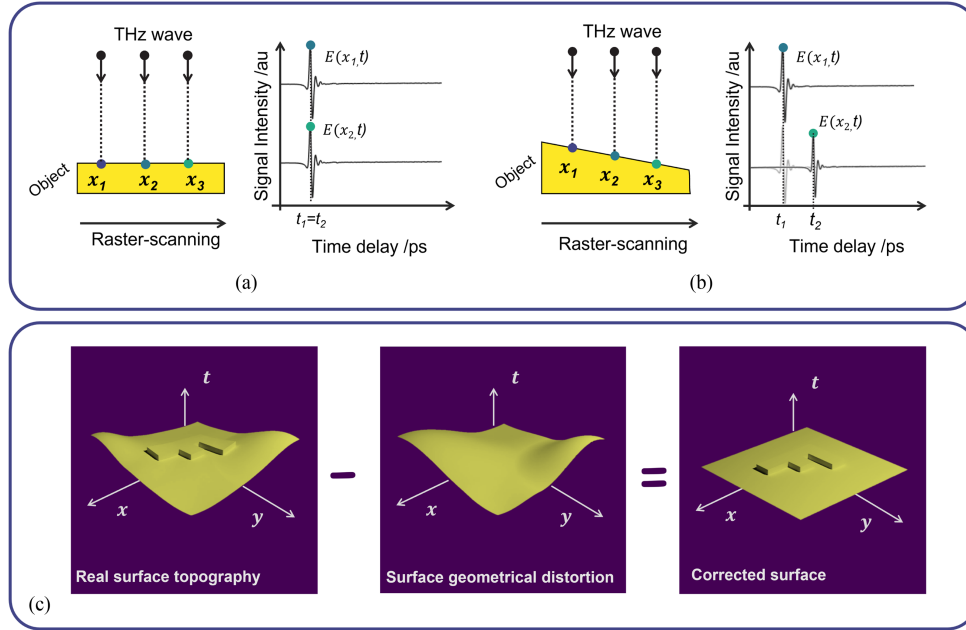 THz wave
Object
x1
x2
x3
Raster-scanning
Signal Intensity /au
E(x1,t)
E(x2,t)
t1=t2
Time delay /ps
(a)
THz wave
Object
x1
x2
x3
Raster-scanning
Signal Intensity /au
E(x1,t)
E(x2,t)
t1
t2
Time delay /ps
(b)
t
x
y
Real surface topography
−
t
x
y
Surface geometrical distortion
=
t
x
y
Corrected surface
(c)